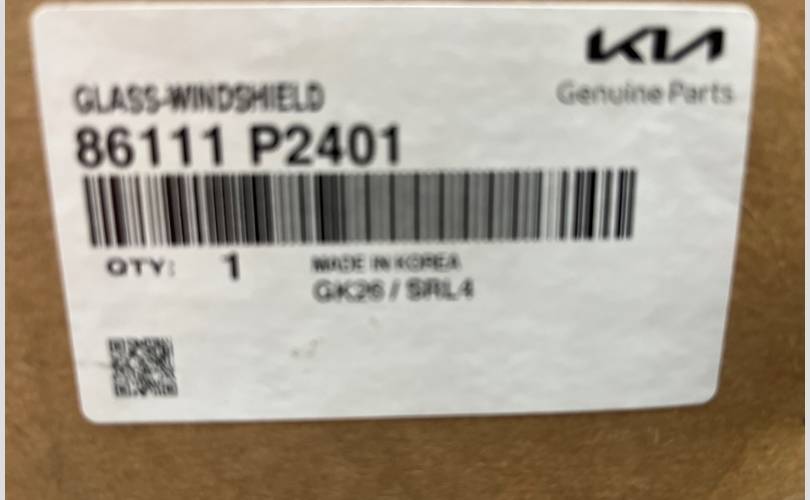 KIA
Genuine Parts
GLASS-WINDSHIELD
86111 P2401
QTY: 1
MADE IN KOREA
GK26 / SRL4